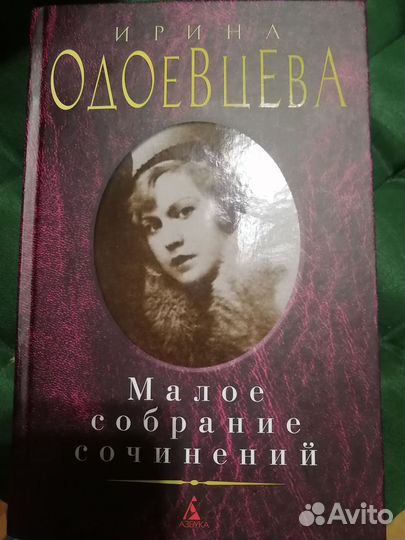 ИРИНА
ОДОЕВЦЕВА
Малое
собрание
сочинений
АЗБУКА
Avito